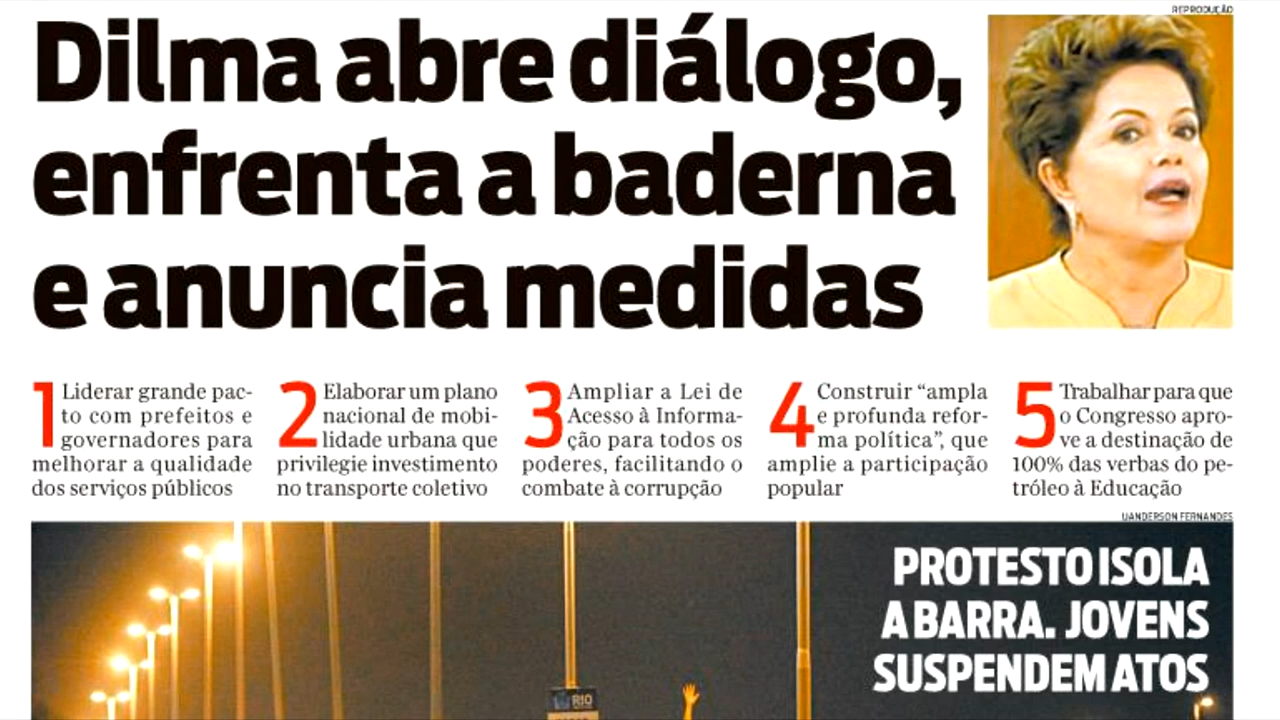 REPRODUÇÃO
Dilma abre diálogo,
enfrenta a baderna
e anuncia medidas
1 Liderar grande pac-
to com prefeitos e
governadores para
melhorar a qualidade
dos serviços públicos
2 Elaborar um plano
nacional de mobi-
lidade urbana que
privilegie investimento
no transporte coletivo
3 Ampliar a Lei de
Acesso à Informa-
ção para todos os
poderes, facilitando o
combate à corrupção
4 Construir “ampla
e profunda refor-
ma política”, que
amplie a participação
popular
5 Trabalhar para que
o Congresso apro-
ve a destinação de
100% das verbas do pe-
tróleo à Educação
UANDERSON FERNANDES
PROTESTO ISOLA
A BARRA. JOVENS
SUSPENDEM ATOS
RIO